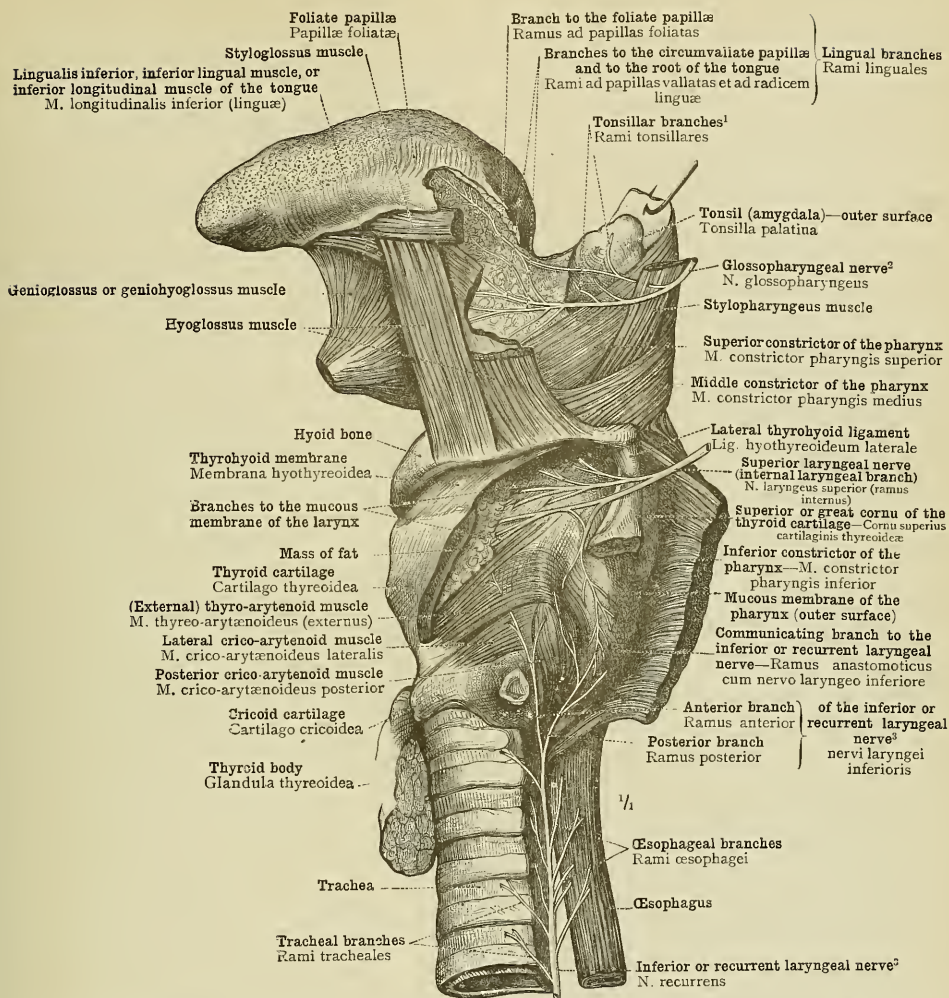 Foliate papillæ
Papillæ foliatæ
Styloglossus muscle
Lingualis inferior, inferior lingual muscle, or
inferior longitudinal muscle of the tongue
M. longitudinalis inferior (linguæ)
Branch to the foliate papillæ
Ramus ad papillas foliatas
Branches to the circumvallate papillæ
and to the root of the tongue
Rami ad papillas vallatas et ad radicem
linguæ
Lingual branches
Rami linguales
Tonsillar branches¹
Rami tonsillares
Tonsil (amygdala)—outer surface
Tonsilla palatina
Glossopharyngeal nerve²
N. glossopharyngeus
Stylopharyngeus muscle
Superior constrictor of the pharynx
M. constrictor pharyngis superior
Middle constrictor of the pharynx
M. constrictor pharyngis medius
Lateral thyrohyoid ligament
Lig. hyothyreoideum laterale
Superior laryngeal nerve
(internal laryngeal branch)
N. laryngeus superior (ramus
internus)
Superior or great cornu of the
thyroid cartilage—Cornu superius
cartilaginis thyreoideæ
Inferior constrictor of the
pharynx—M. constrictor
pharyngis inferior
Mucous membrane of the
pharynx (outer surface)
Communicating branch to the
inferior or recurrent laryngeal
nerve—Ramus anastomoticus
cum nervo laryngeo inferiore
Anterior branch
Ramus anterior
Posterior branch
Ramus posterior
of the inferior or
recurrent laryngeal
nerve³
nervi laryngei
inferioris
1/1
Œsophageal branches
Rami œsophagei
Œsophagus
Inferior or recurrent laryngeal nerve³
N. recurrens
Genioglossus or geniohyoglossus muscle
Hyoglossus muscle
Hyoid bone
Thyrohyoid membrane
Membrana hyothyreoidea
Branches to the mucous
membrane of the larynx
Mass of fat
Thyroid cartilage
Cartilago thyreoidea
(External) thyro-arytenoid muscle
M. thyreo-arytænoideus (externus)
Lateral crico-arytenoid muscle
M. crico-arytænoideus lateralis
Posterior crico-arytenoid muscle
M. crico-arytænoideus posterior
Cricoid cartilage
Cartilago cricoidea
Thyroid body
Glandula thyreoidea
Trachea
Tracheal branches
Rami tracheales